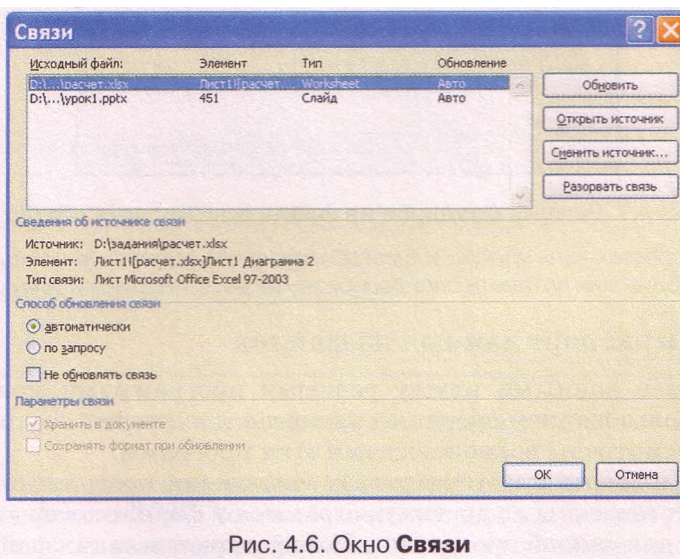 Связи
Исходный файл: Элемент Тип Обновление
D:\...\расчет.xlsx Лист1![расчет... Worksheet Авто
D:\...\урок1.pptx 451 Слайд Авто
Обновить
Открыть источник
Сменить источник...
Разорвать связь
Сведения об источнике связи
Источник: D:\задания\расчет.xlsx
Элемент: Лист1![расчет.xlsx]Лист1 Диаграмма 2
Тип связи: Лист Microsoft Office Excel 97-2003
Способ обновления связи
автоматически
по запросу
Не обновлять связь
Параметры связи
Хранить в документе
Сохранять формат при обновлении
ОК Отмена
Рис. 4.6. Окно Связи